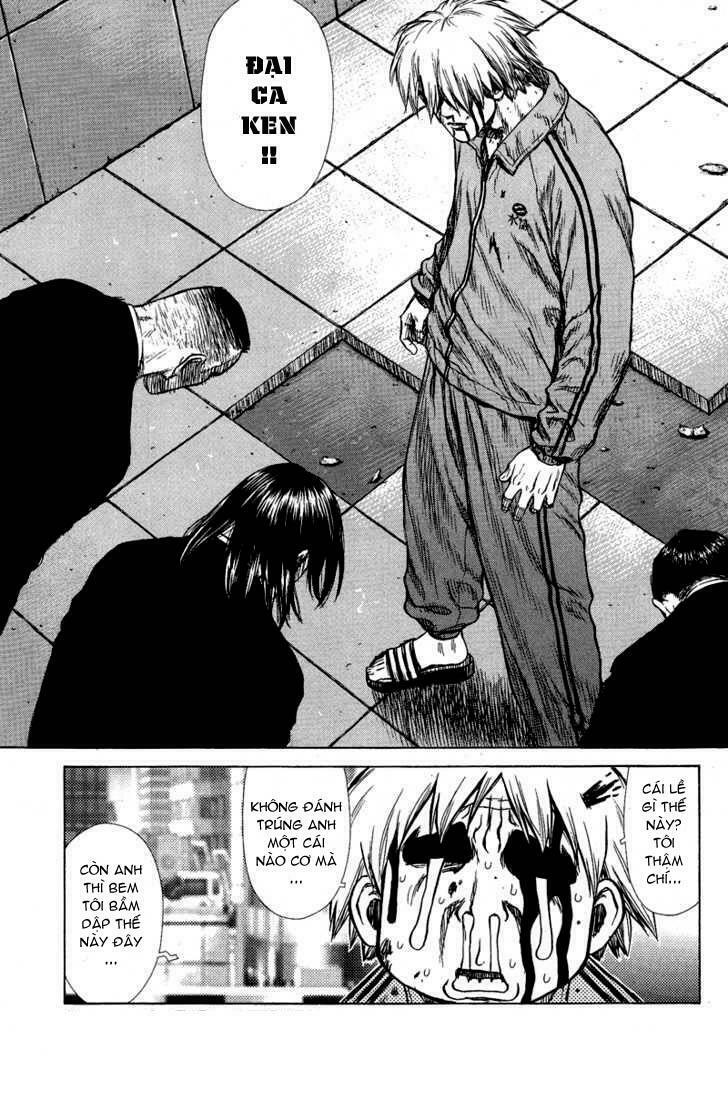 ĐẠI
CA
KEN
!!
CÁI LỀ
GÌ THẾ
NÀY?
TÔI
THẬM
CHÍ...
KHÔNG ĐÁNH
TRÚNG ANH
MỘT CÁI
NÀO CƠ MÀ
...
CÒN ANH
THÌ BEM
TÔI BẦM
DẬP THẾ
NÀY ĐÂY
...